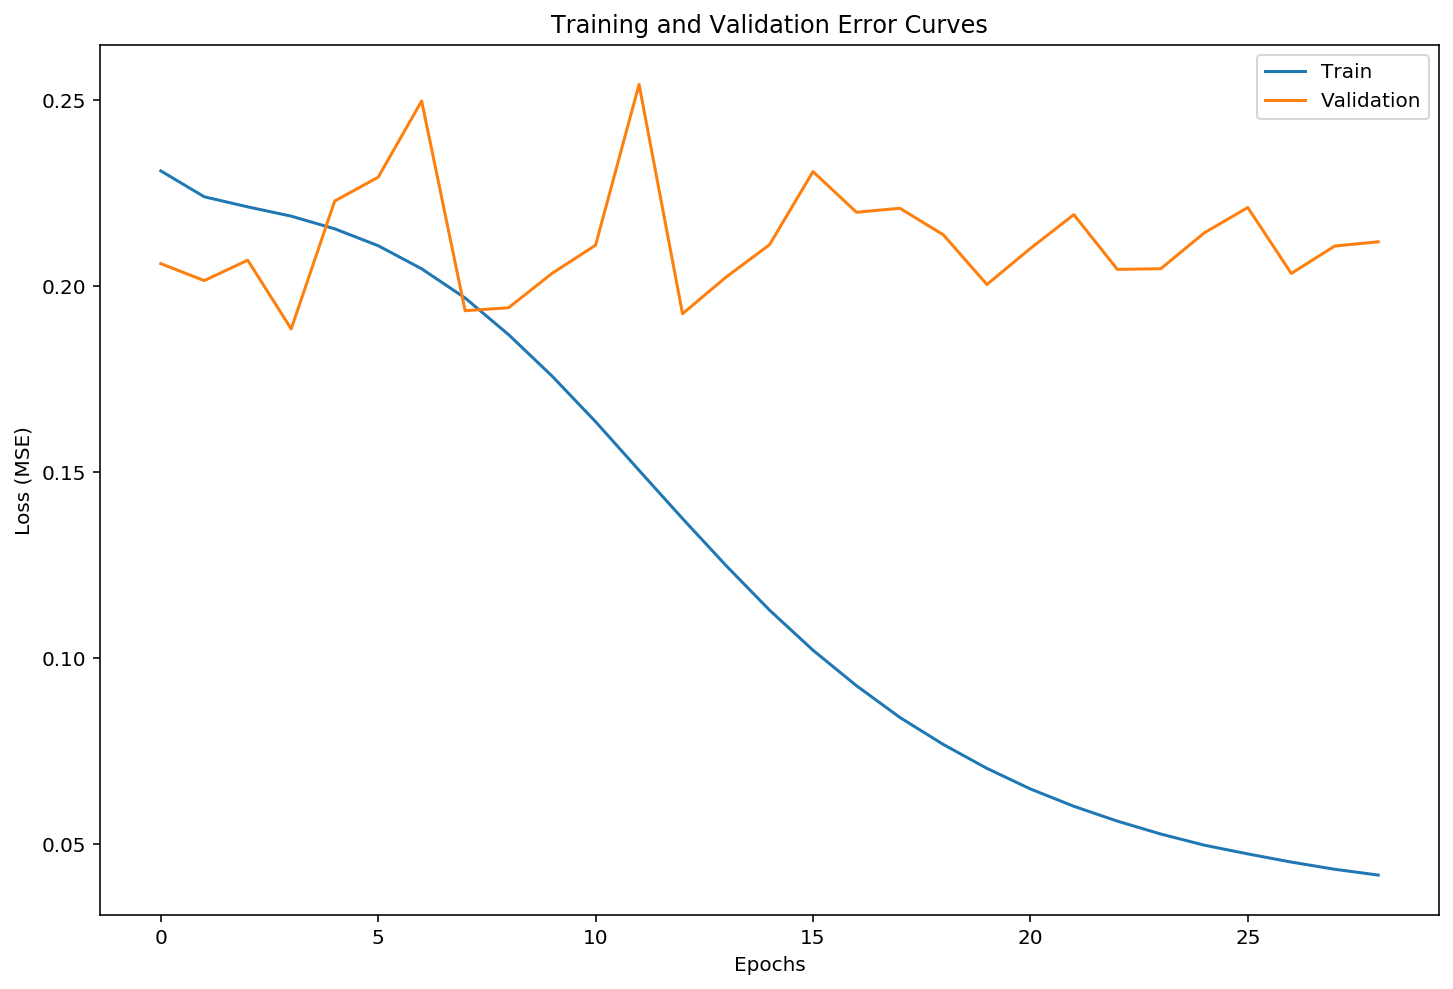 Training and Validation Error Curves
Train
Validation
0.25
0.20
0.15
0.10
0.05
Loss (MSE)
0 5 10 15 20 25
Epochs